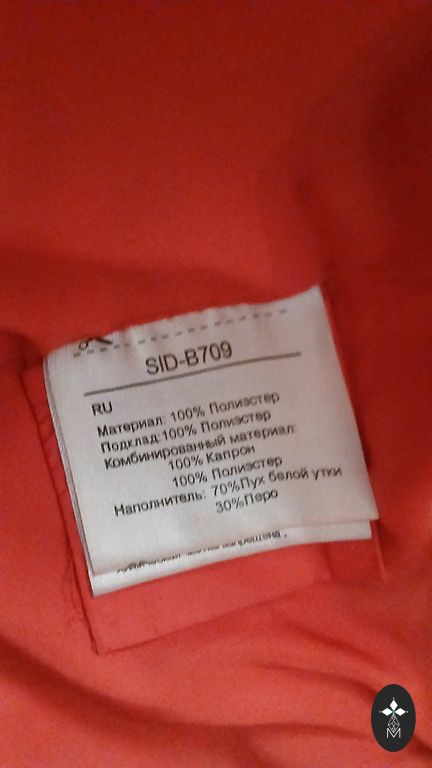 SID-B709
RU
Материал: 100% Полиэстер
Подклад:100% Полиэстер
Комбинированный материал:
100% Капрон
100% Полиэстер
Наполнитель: 70%Пух белой утки
30%Перо
M